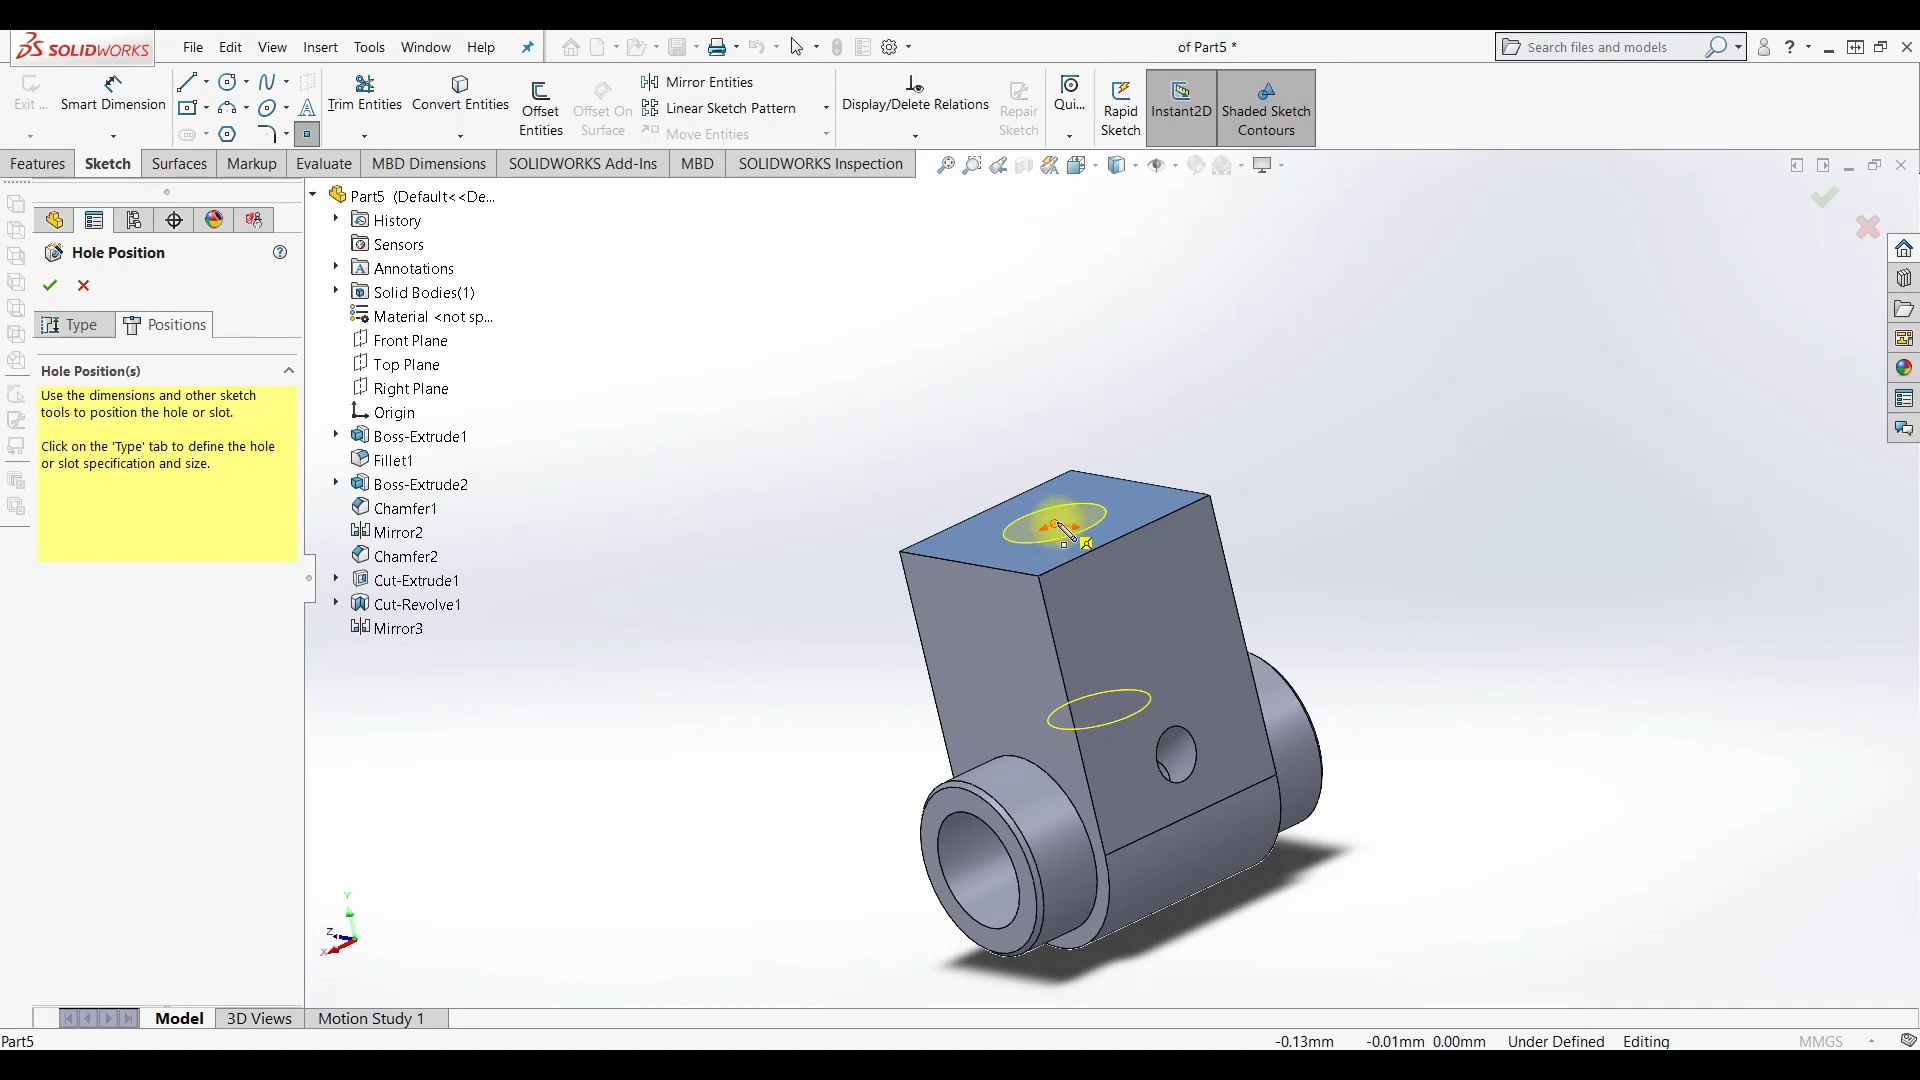 SOLIDWORKS File Edit View Insert Tools Window Help of Part5 * Search files and models
Exit ... Smart Dimension Trim Entities Convert Entities Offset Entities Offset On Surface Mirror Entities Linear Sketch Pattern Move Entities Display/Delete Relations Repair Sketch Qui... Rapid Sketch Instant2D Shaded Sketch Contours
Features Sketch Surfaces Markup Evaluate MBD Dimensions SOLIDWORKS Add-Ins MBD SOLIDWORKS Inspection
Hole Position
Type Positions
Hole Position(s)
Use the dimensions and other sketch
tools to position the hole or slot.
Click on the 'Type' tab to define the hole
or slot specification and size.
Part5 (Default<<De...
History
Sensors
Annotations
Solid Bodies(1)
Material <not sp...
Front Plane
Top Plane
Right Plane
Origin
Boss-Extrude1
Fillet1
Boss-Extrude2
Chamfer1
Mirror2
Chamfer2
Cut-Extrude1
Cut-Revolve1
Mirror3
Y
Z
X
Model 3D Views Motion Study 1
Part5 -0.13mm -0.01mm 0.00mm Under Defined Editing MMGS